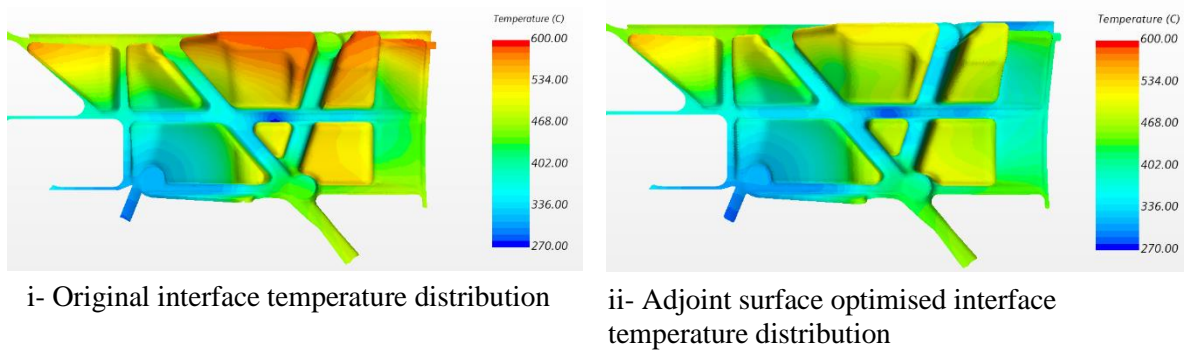 Temperature (C)
600.00
534.00
468.00
402.00
336.00
270.00
Temperature (C)
600.00
534.00
468.00
402.00
336.00
270.00
i- Original interface temperature distribution
ii- Adjoint surface optimised interface
temperature distribution